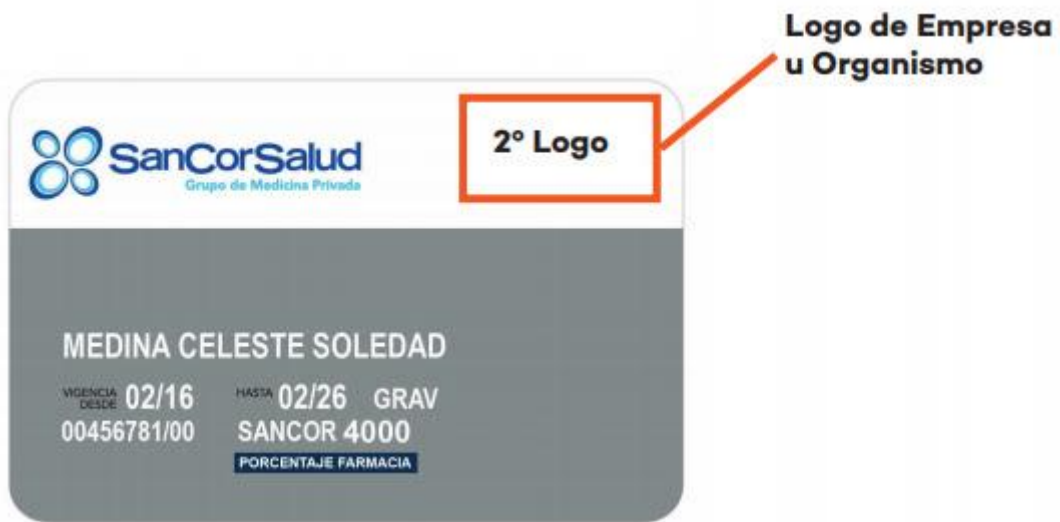 Logo de Empresa
u Organismo
2° Logo
SanCorSalud
Grupo de Medicina Privada
MEDINA CELESTE SOLEDAD
VIGENCIA DESDE 02/16 HASTA 02/26 GRAV
00456781/00 SANCOR 4000
PORCENTAJE FARMACIA